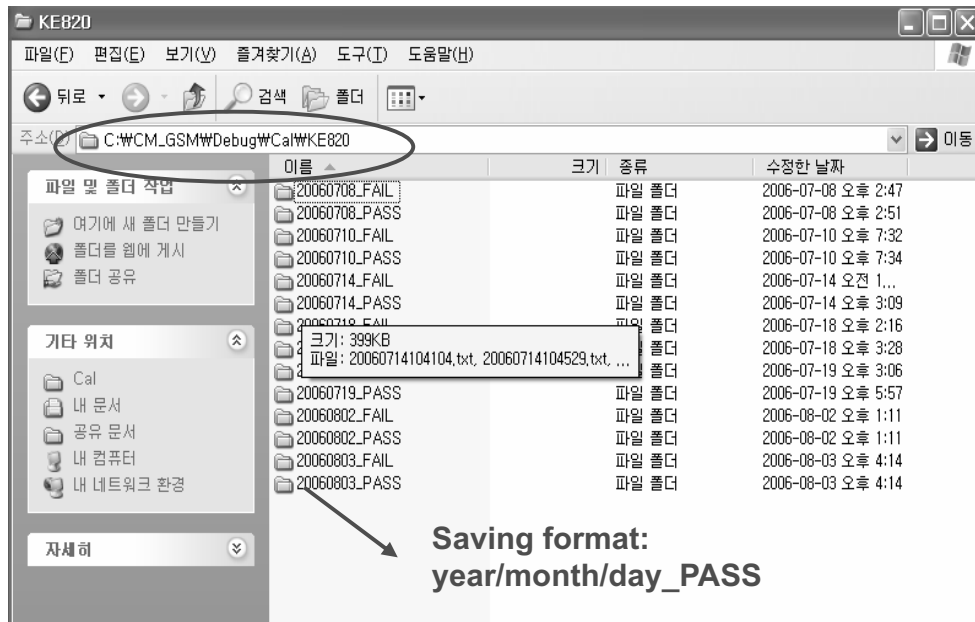 KE820
파일(F) 편집(E) 보기(V) 즐겨찾기(A) 도구(T) 도움말(H)
뒤로 검색 폴더
주소(D) C:₩CM_GSM₩Debug₩Cal₩KE820 이동
파일 및 폴더 작업
여기에 새 폴더 만들기
폴더를 웹에 게시
폴더 공유
기타 위치
Cal
내 문서
공유 문서
내 컴퓨터
내 네트워크 환경
자세히
이름 크기 종류 수정한 날짜
20060708_FAIL 파일 폴더 2006-07-08 오후 2:47
20060708_PASS 파일 폴더 2006-07-08 오후 2:51
20060710_FAIL 파일 폴더 2006-07-10 오후 7:32
20060710_PASS 파일 폴더 2006-07-10 오후 7:34
20060714_FAIL 파일 폴더 2006-07-14 오전 1...
20060714_PASS 파일 폴더 2006-07-14 오후 3:09
20060718_FAIL 파일 폴더 2006-07-18 오후 2:16
크기: 399KB
파일: 20060714104104.txt, 20060714104529.txt, ...
2006-07-18 오후 3:28
2006-07-19 오후 3:06
20060719_PASS 파일 폴더 2006-07-19 오후 5:57
20060802_FAIL 파일 폴더 2006-08-02 오후 1:11
20060802_PASS 파일 폴더 2006-08-02 오후 1:11
20060803_FAIL 파일 폴더 2006-08-03 오후 4:14
20060803_PASS 파일 폴더 2006-08-03 오후 4:14
Saving format:
year/month/day_PASS